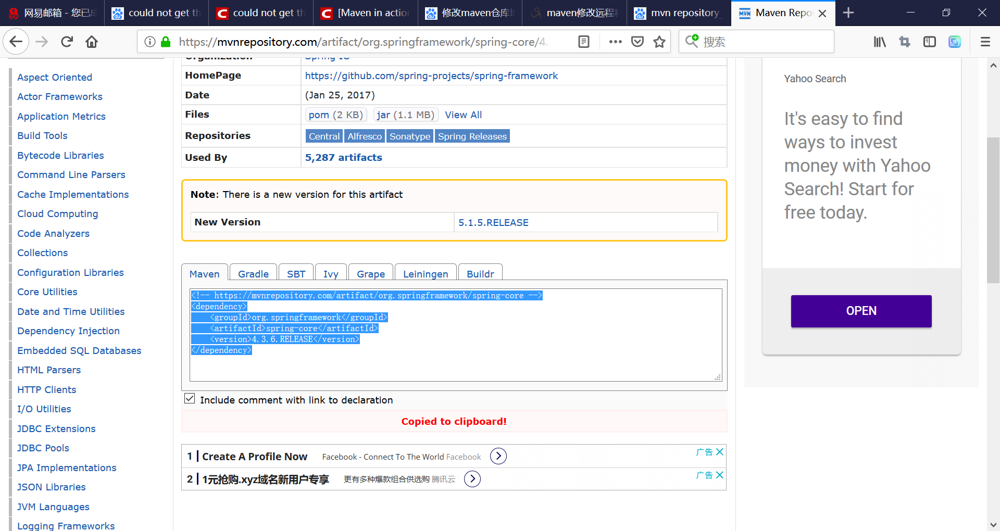 网易邮箱 - 您已成
could not get th
could not get th
[Maven in action
修改maven仓库地
maven修改远程
mvn repository_
Maven Repo
https://mvnrepository.com/artifact/org.springframework/spring-core/4.
搜索
Aspect Oriented
Actor Frameworks
Application Metrics
Build Tools
Bytecode Libraries
Command Line Parsers
Cache Implementations
Cloud Computing
Code Analyzers
Collections
Configuration Libraries
Core Utilities
Date and Time Utilities
Dependency Injection
Embedded SQL Databases
HTML Parsers
HTTP Clients
I/O Utilities
JDBC Extensions
JDBC Pools
JPA Implementations
JSON Libraries
JVM Languages
Logging Frameworks
Organization Spring IO
HomePage https://github.com/spring-projects/spring-framework
Date (Jan 25, 2017)
Files pom (2 KB) jar (1.1 MB) View All
Repositories Central Alfresco Sonatype Spring Releases
Used By 5,287 artifacts
Note: There is a new version for this artifact
New Version 5.1.5.RELEASE
Maven Gradle SBT Ivy Grape Leiningen Buildr
<!-- https://mvnrepository.com/artifact/org.springframework/spring-core -->
<dependency>
    <groupId>org.springframework</groupId>
    <artifactId>spring-core</artifactId>
    <version>4.3.6.RELEASE</version>
</dependency>
Include comment with link to declaration
Copied to clipboard!
1 Create A Profile Now Facebook - Connect To The World Facebook 广告
2 1元抢购.xyz域名新用户专享 更有多种爆款组合供选购 腾讯云 广告
Yahoo Search
It's easy to find
ways to invest
money with Yahoo
Search! Start for
free today.
OPEN